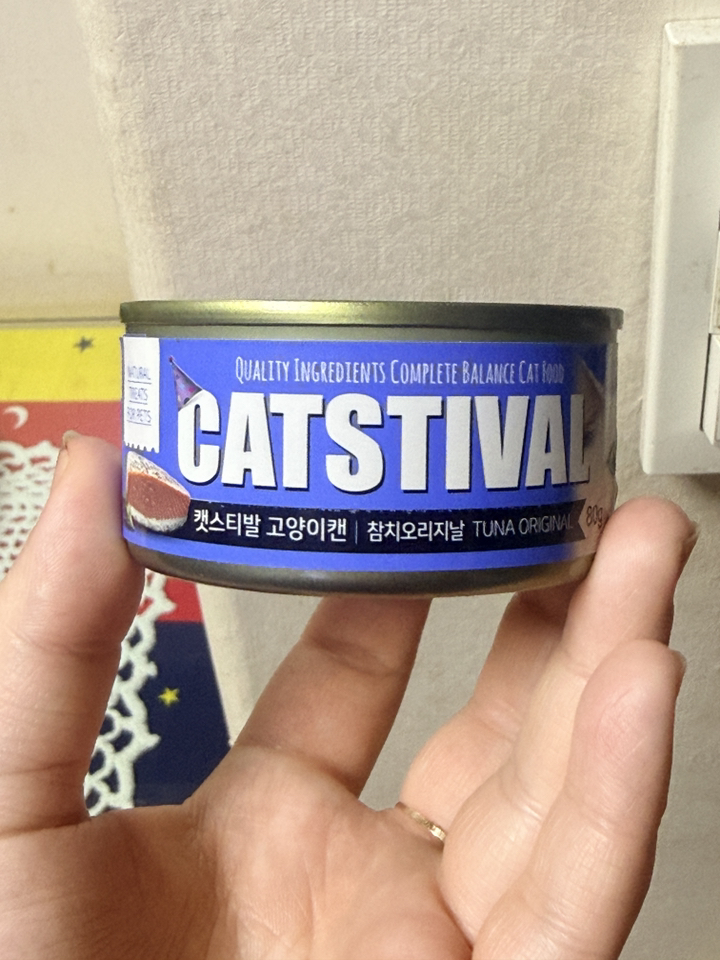 NATURAL
TREATS
FOR PETS
QUALITY INGREDIENTS COMPLETE BALANCE CAT FOOD
CATSTIVAL
캣스티발 고양이캔 | 참치오리지날 TUNA ORIGINAL
80g